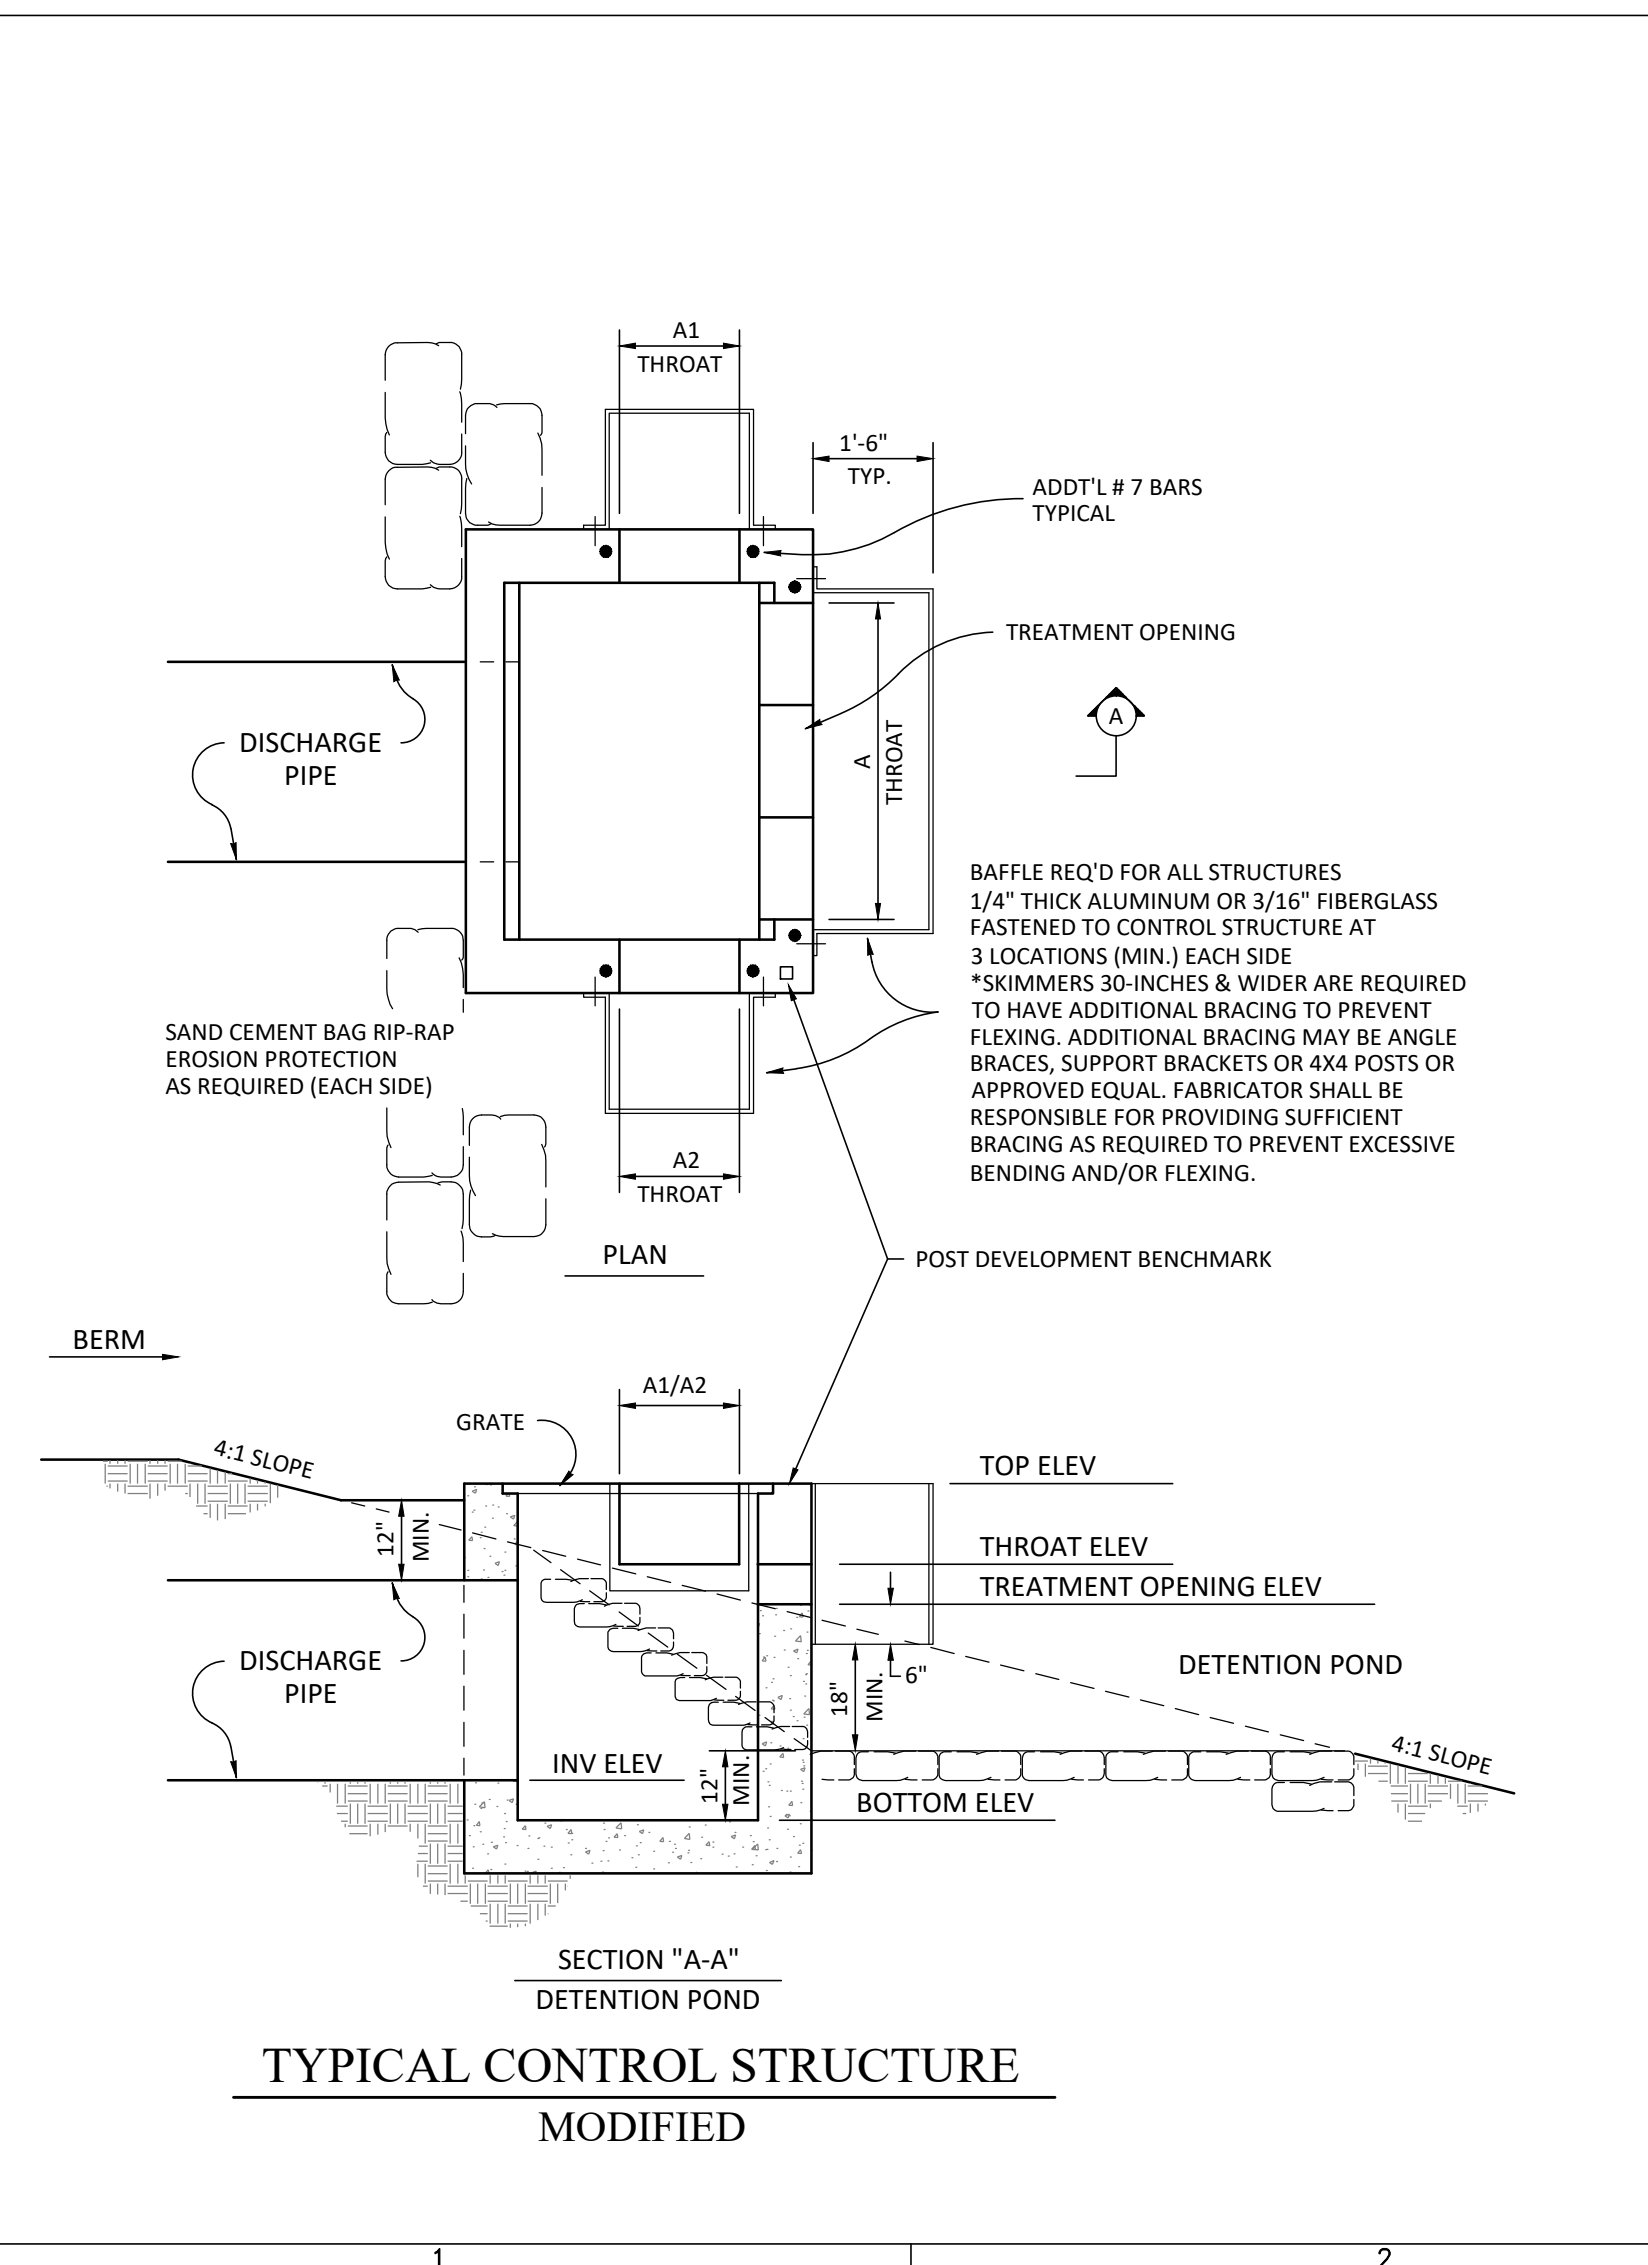 A1
THROAT
1'-6"
TYP.
ADDT'L # 7 BARS
TYPICAL
TREATMENT OPENING
A
DISCHARGE
PIPE
A
THROAT
BAFFLE REQ'D FOR ALL STRUCTURES
1/4" THICK ALUMINUM OR 3/16" FIBERGLASS
FASTENED TO CONTROL STRUCTURE AT
3 LOCATIONS (MIN.) EACH SIDE
*SKIMMERS 30-INCHES & WIDER ARE REQUIRED
TO HAVE ADDITIONAL BRACING TO PREVENT
FLEXING. ADDITIONAL BRACING MAY BE ANGLE
BRACES, SUPPORT BRACKETS OR 4X4 POSTS OR
APPROVED EQUAL. FABRICATOR SHALL BE
RESPONSIBLE FOR PROVIDING SUFFICIENT
BRACING AS REQUIRED TO PREVENT EXCESSIVE
BENDING AND/OR FLEXING.
SAND CEMENT BAG RIP-RAP
EROSION PROTECTION
AS REQUIRED (EACH SIDE)
A2
THROAT
PLAN
POST DEVELOPMENT BENCHMARK
BERM
A1/A2
GRATE
4:1 SLOPE
TOP ELEV
12"
MIN.
THROAT ELEV
TREATMENT OPENING ELEV
DISCHARGE
PIPE
DETENTION POND
6"
18"
MIN.
4:1 SLOPE
INV ELEV
12"
MIN.
BOTTOM ELEV
SECTION "A-A"
DETENTION POND
TYPICAL CONTROL STRUCTURE
MODIFIED
1
2